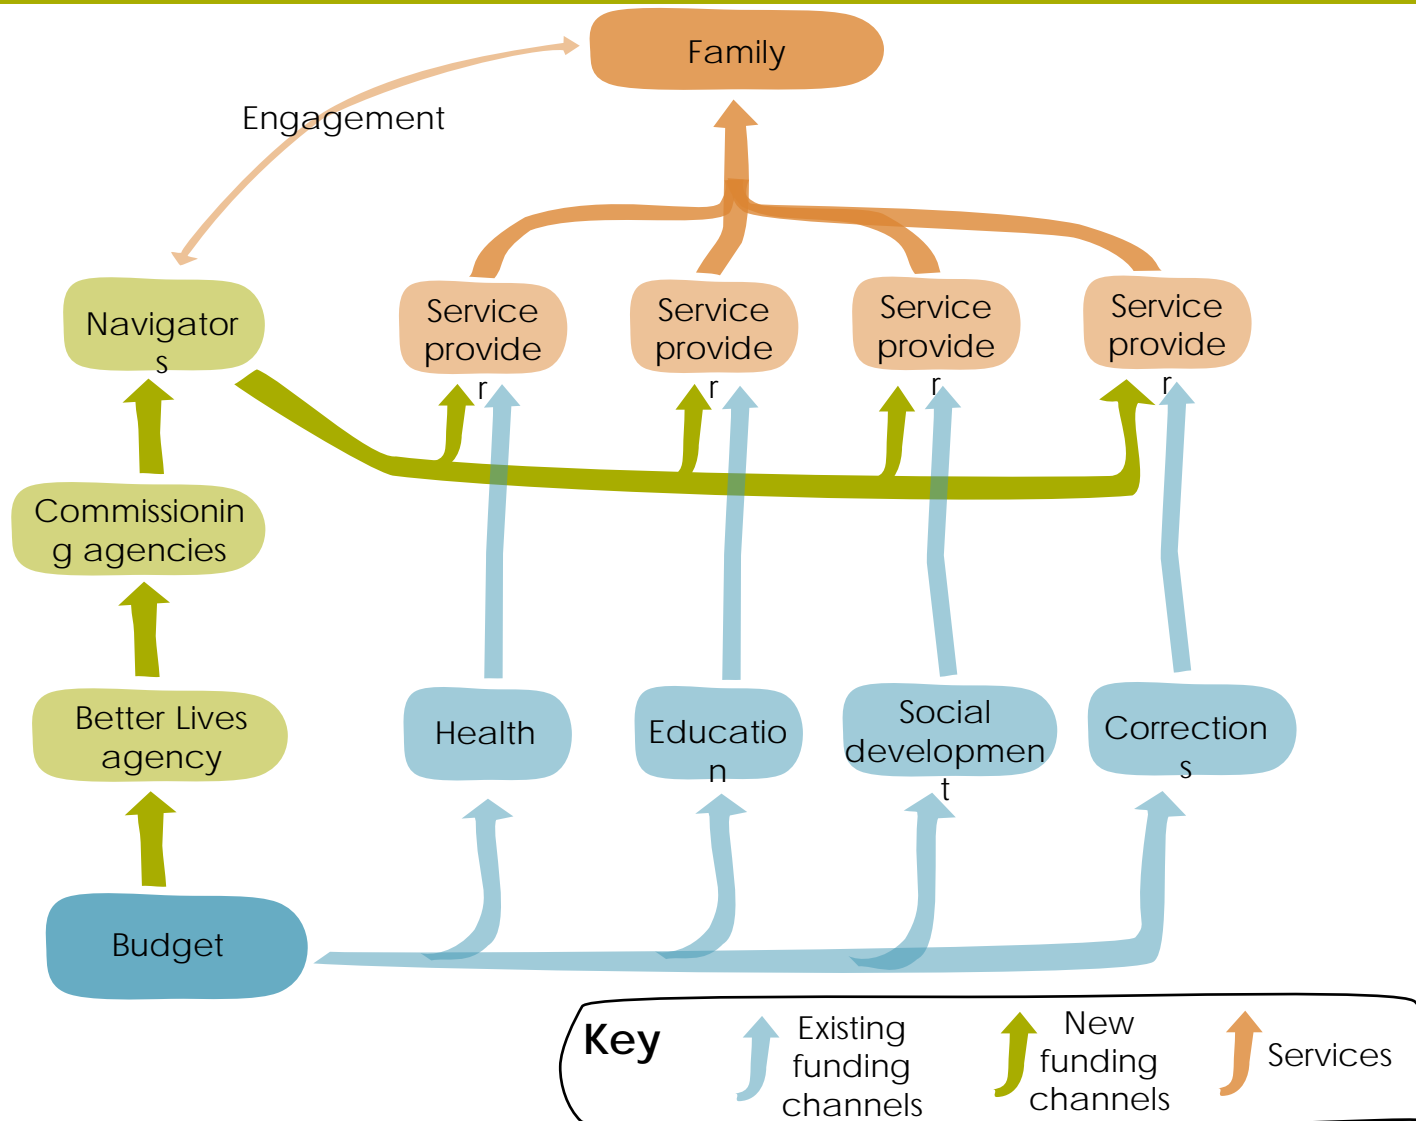 Family
Engagement
Navigator
s
Service
provide
r
Service
provide
r
Service
provide
r
Service
provide
r
Commissionin
g agencies
Better Lives
agency
Health
Educatio
n
Social
developmen
t
Correction
s
Budget
Key
Existing
funding
channels
New
funding
channels
Services